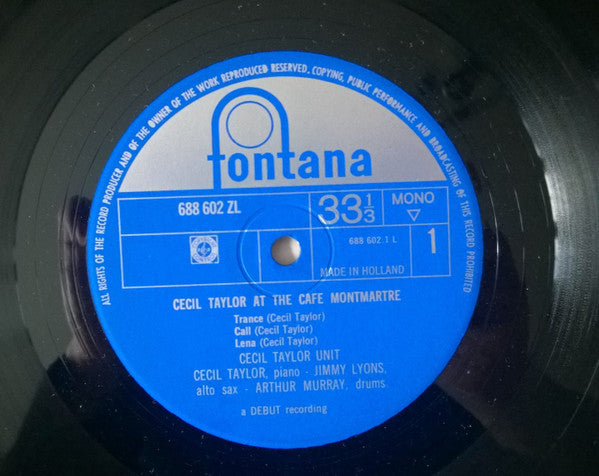 ALL RIGHTS OF THE RECORD PRODUCER AND OF THE OWNER OF THE WORK REPRODUCED RESERVED. COPYING, PUBLIC PERFORMANCE AND BROADCASTING OF THIS RECORD PROHIBITED
fontana
688 602 ZL
33 1/3
MONO
688 602.1 L
1
MADE IN HOLLAND
CECIL TAYLOR AT THE CAFE MONTMARTRE
Trance (Cecil Taylor)
Call (Cecil Taylor)
Lena (Cecil Taylor)
CECIL TAYLOR UNIT
CECIL TAYLOR, piano - JIMMY LYONS,
alto sax - ARTHUR MURRAY, drums
a DEBUT recording